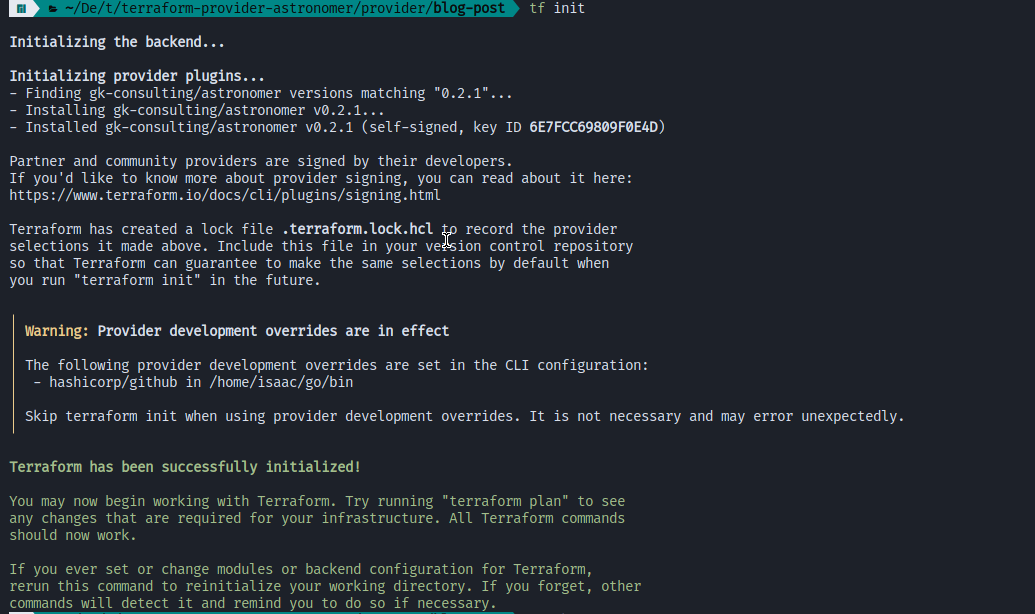 ~/De/t/terraform-provider-astronomer/provider/blog-post tf init
Initializing the backend...
Initializing provider plugins...
- Finding gk-consulting/astronomer versions matching "0.2.1"...
- Installing gk-consulting/astronomer v0.2.1...
- Installed gk-consulting/astronomer v0.2.1 (self-signed, key ID 6E7FCC69809F0E4D)
Partner and community providers are signed by their developers.
If you'd like to know more about provider signing, you can read about it here:
https://www.terraform.io/docs/cli/plugins/signing.html
Terraform has created a lock file .terraform.lock.hcl to record the provider
selections it made above. Include this file in your version control repository
so that Terraform can guarantee to make the same selections by default when
you run "terraform init" in the future.
Warning: Provider development overrides are in effect
The following provider development overrides are set in the CLI configuration:
- hashicorp/github in /home/isaac/go/bin
Skip terraform init when using provider development overrides. It is not necessary and may error unexpectedly.
Terraform has been successfully initialized!
You may now begin working with Terraform. Try running "terraform plan" to see
any changes that are required for your infrastructure. All Terraform commands
should now work.
If you ever set or change modules or backend configuration for Terraform,
rerun this command to reinitialize your working directory. If you forget, other
commands will detect it and remind you to do so if necessary.